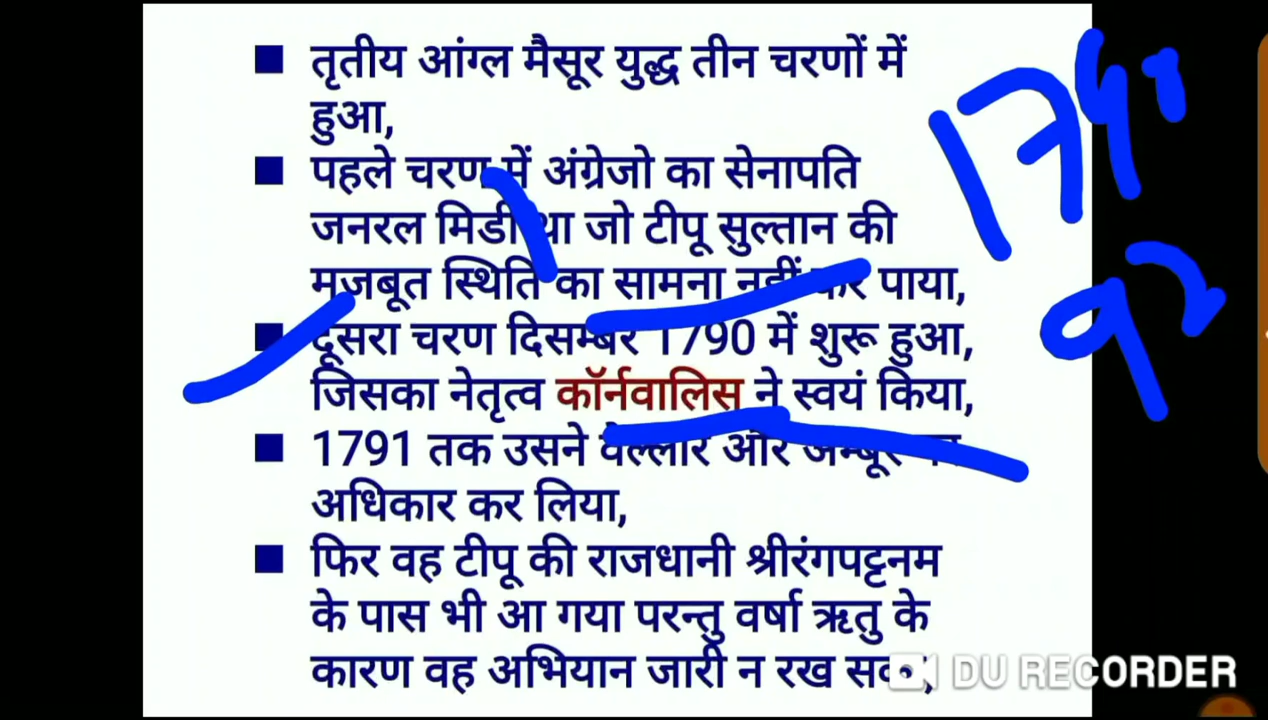 तृतीय आंग्ल मैसूर युद्ध तीन चरणों में
हुआ,
पहले चरण में अंग्रेजो का सेनापति
जनरल मिडी था जो टीपू सुल्तान की
मजबूत स्थिति का सामना नहीं कर पाया,
दूसरा चरण दिसम्बर 1790 में शुरू हुआ,
जिसका नेतृत्व कॉर्नवालिस ने स्वयं किया,
1791 तक उसने वेल्लोर और अम्बूर
अधिकार कर लिया,
फिर वह टीपू की राजधानी श्रीरंगपट्टनम
के पास भी आ गया परन्तु वर्षा ऋतु के
कारण वह अभियान जारी न रख
DU RECORDER
92